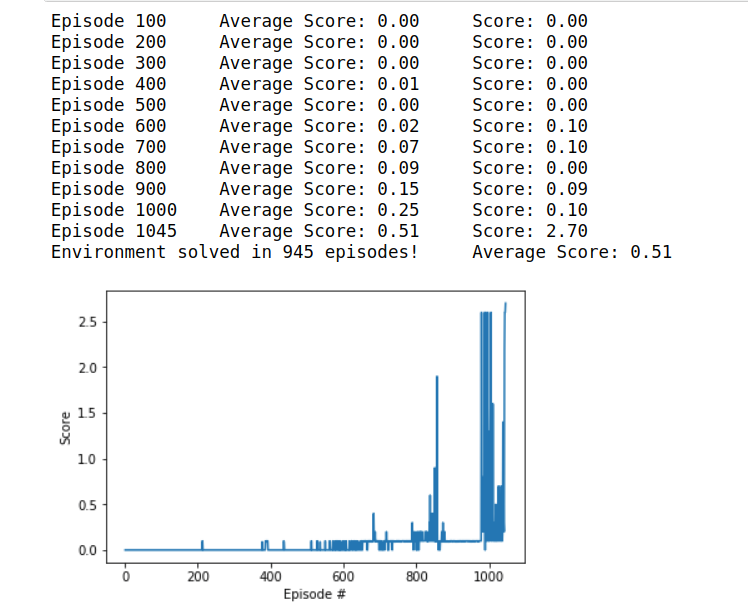 Episode 100 Average Score: 0.00 Score: 0.00
Episode 200 Average Score: 0.00 Score: 0.00
Episode 300 Average Score: 0.00 Score: 0.00
Episode 400 Average Score: 0.01 Score: 0.00
Episode 500 Average Score: 0.00 Score: 0.00
Episode 600 Average Score: 0.02 Score: 0.10
Episode 700 Average Score: 0.07 Score: 0.10
Episode 800 Average Score: 0.09 Score: 0.00
Episode 900 Average Score: 0.15 Score: 0.09
Episode 1000 Average Score: 0.25 Score: 0.10
Episode 1045 Average Score: 0.51 Score: 2.70
Environment solved in 945 episodes! Average Score: 0.51
2.5
2.0
1.5
1.0
0.5
0.0
Score
0 200 400 600 800 1000
Episode #